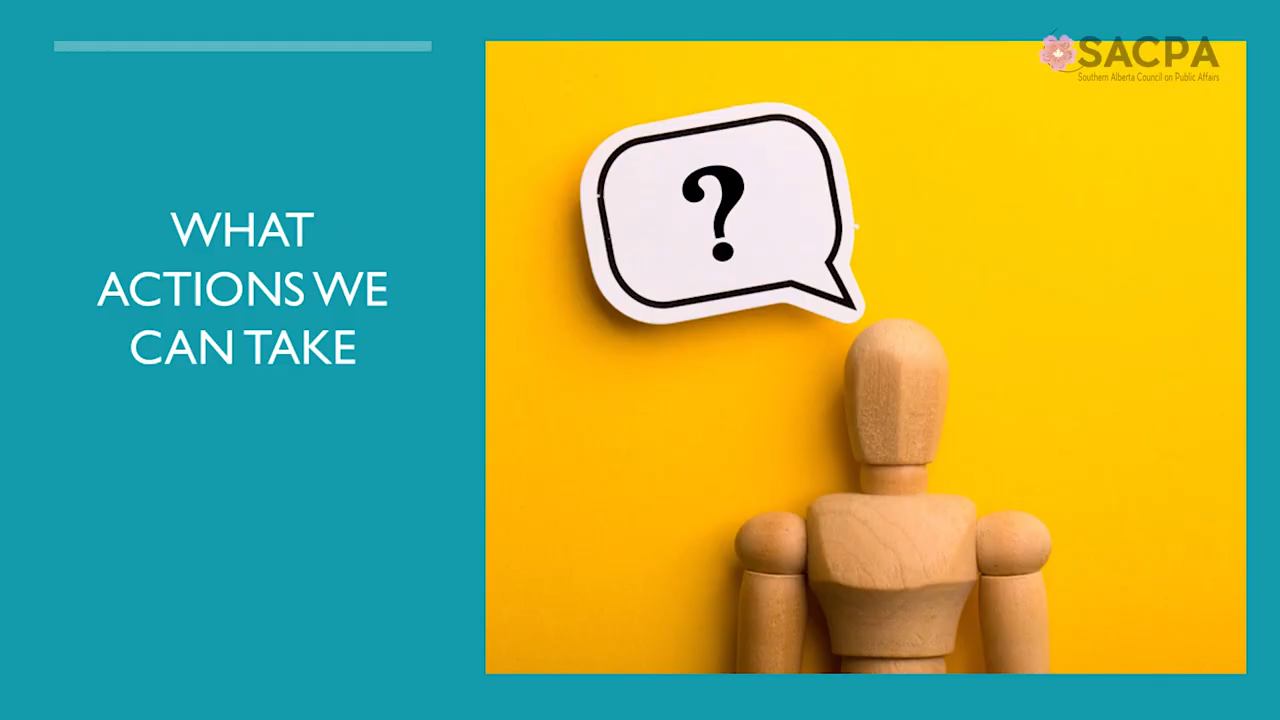 SACPA
Southern Alberta Council on Public Affairs
?
WHAT
ACTIONS WE
CAN TAKE